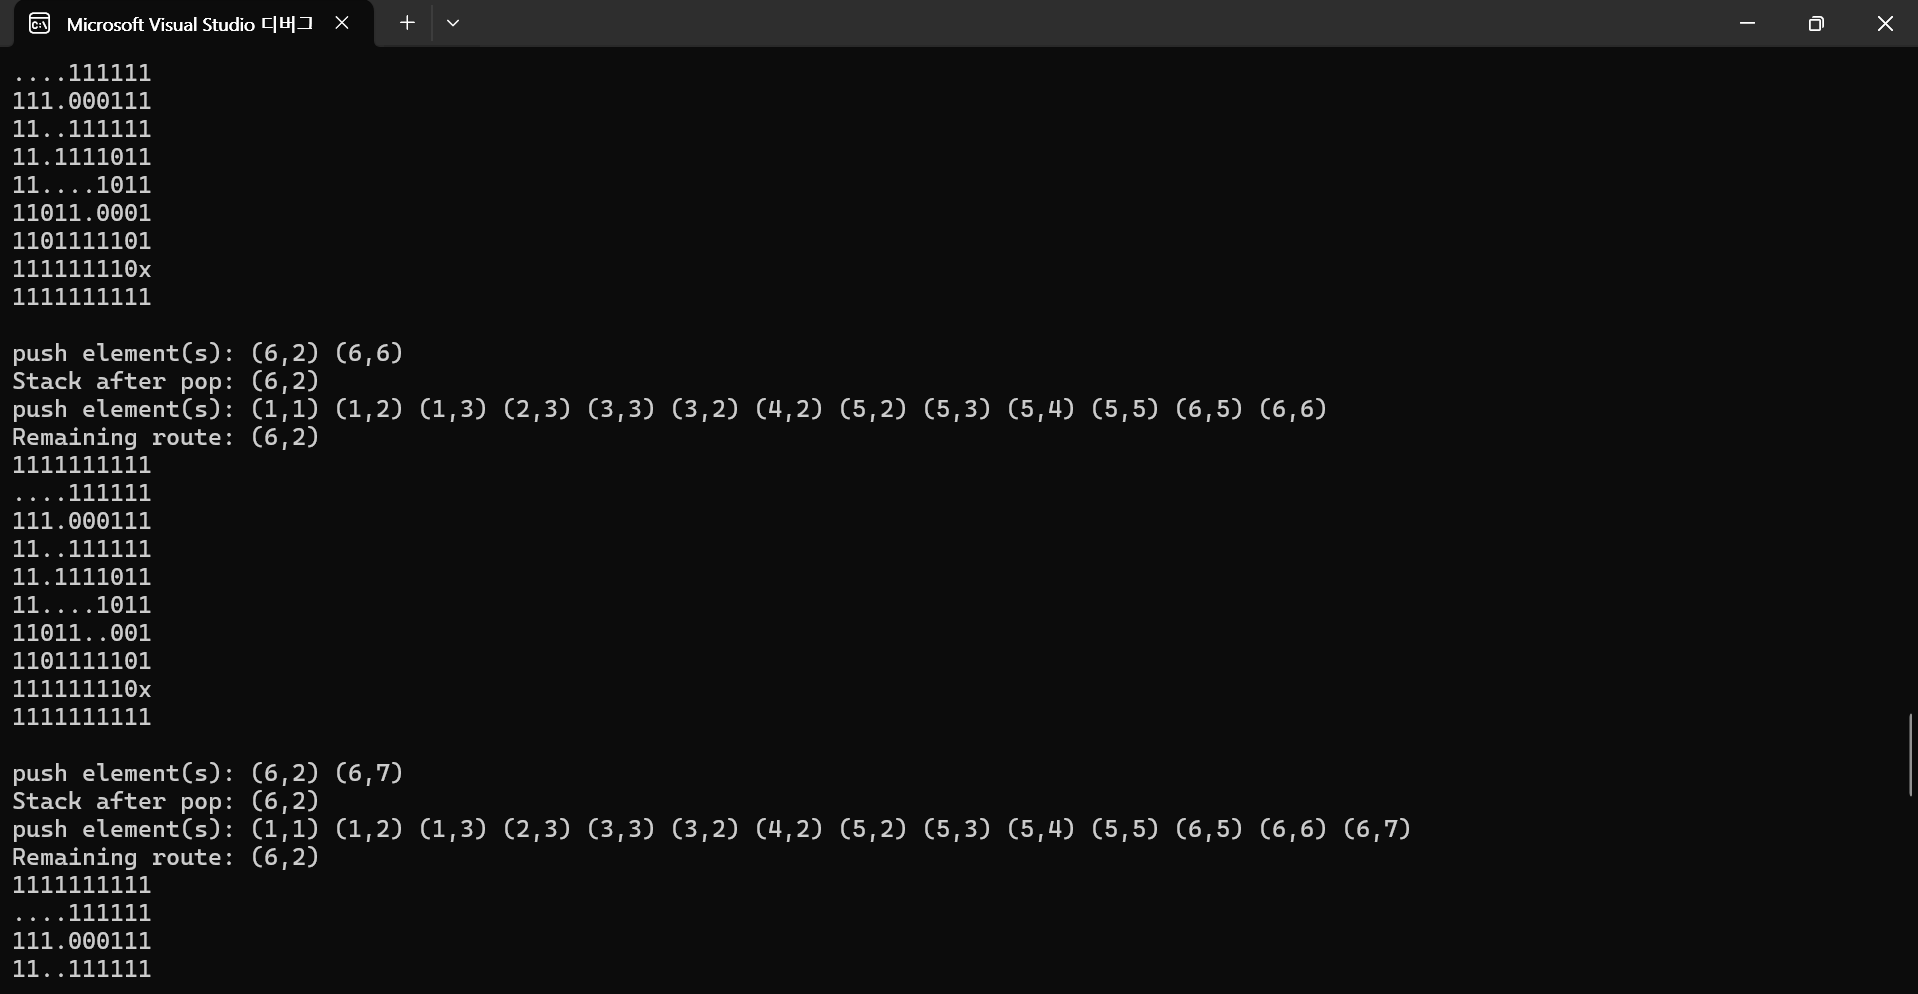 Microsoft Visual Studio 디버그
....111111
111.000111
11..111111
11.1111011
11....1011
11011.0001
1101111101
111111110x
1111111111
push element(s): (6,2) (6,6)
Stack after pop: (6,2)
push element(s): (1,1) (1,2) (1,3) (2,3) (3,3) (3,2) (4,2) (5,2) (5,3) (5,4) (5,5) (6,5) (6,6)
Remaining route: (6,2)
1111111111
....111111
111.000111
11..111111
11.1111011
11....1011
11011..001
1101111101
111111110x
1111111111
push element(s): (6,2) (6,7)
Stack after pop: (6,2)
push element(s): (1,1) (1,2) (1,3) (2,3) (3,3) (3,2) (4,2) (5,2) (5,3) (5,4) (5,5) (6,5) (6,6) (6,7)
Remaining route: (6,2)
1111111111
....111111
111.000111
11..111111